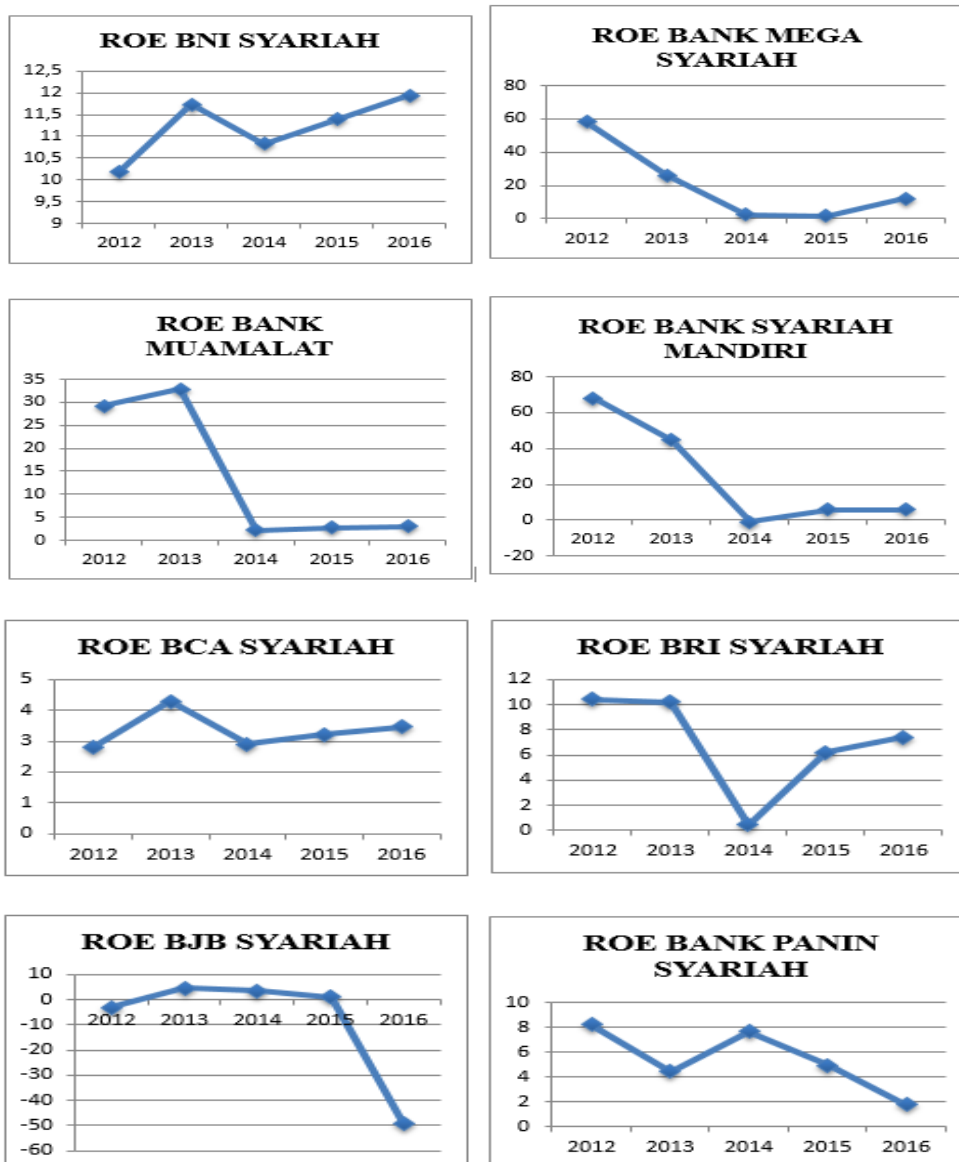 ROE BNI SYARIAH
12,5
12
11,5
11
10,5
10
9,5
9
2012 2013 2014 2015 2016
ROE BANK MEGA
SYARIAH
80
60
40
20
0
2012 2013 2014 2015 2016
ROE BANK
MUAMALAT
35
30
25
20
15
10
5
0
2012 2013 2014 2015 2016
ROE BANK SYARIAH
MANDIRI
80
60
40
20
0
-20
2012 2013 2014 2015 2016
ROE BCA SYARIAH
5
4
3
2
1
0
2012 2013 2014 2015 2016
ROE BRI SYARIAH
12
10
8
6
4
2
0
2012 2013 2014 2015 2016
ROE BJB SYARIAH
10
0
-10
-20
-30
-40
-50
-60
2012 2013 2014 2015 2016
ROE BANK PANIN
SYARIAH
10
8
6
4
2
0
2012 2013 2014 2015 2016